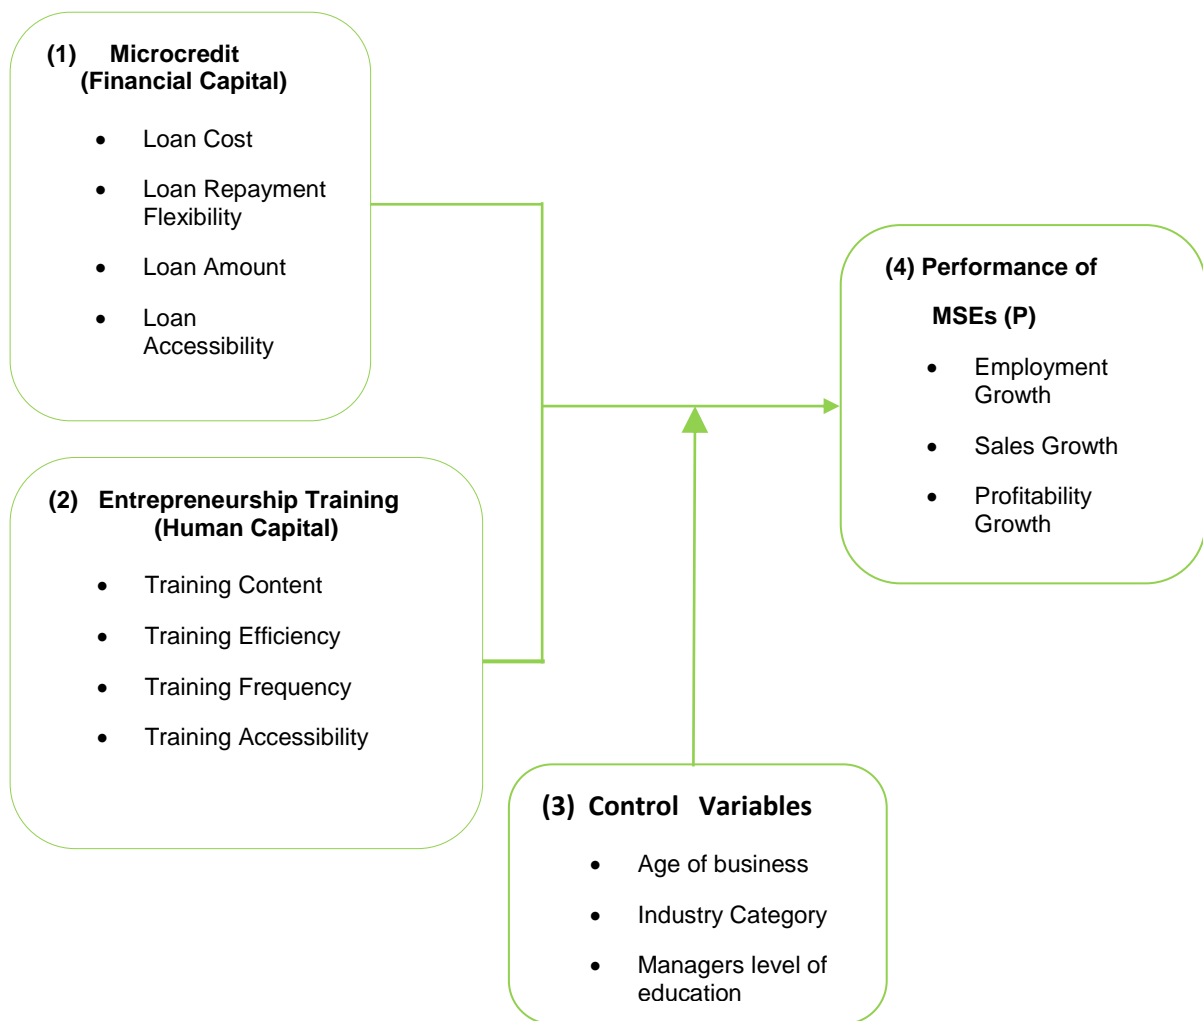 (1) Microcredit
(Financial Capital)
• Loan Cost
• Loan Repayment
Flexibility
• Loan Amount
• Loan
Accessibility
(2) Entrepreneurship Training
(Human Capital)
• Training Content
• Training Efficiency
• Training Frequency
• Training Accessibility
(3) Control Variables
• Age of business
• Industry Category
• Managers level of
education
(4) Performance of
MSEs (P)
• Employment
Growth
• Sales Growth
• Profitability
Growth